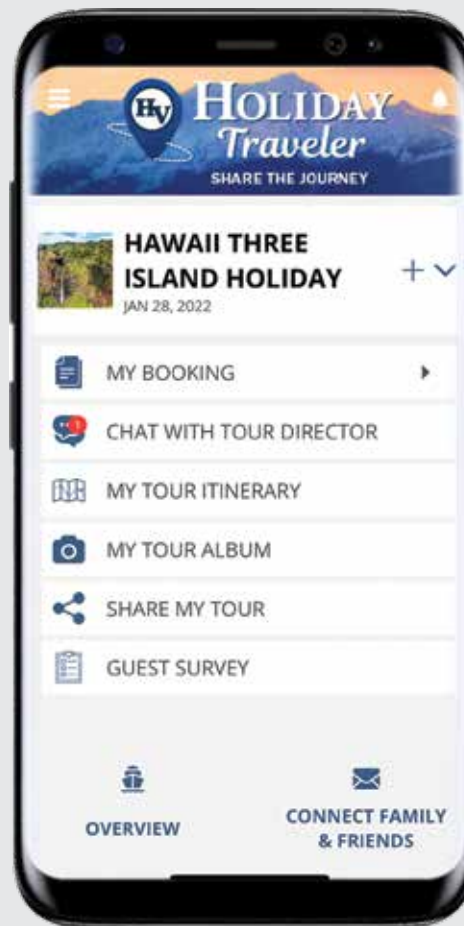 HV HOLIDAY
Traveler
SHARE THE JOURNEY
HAWAII THREE
ISLAND HOLIDAY
JAN 28, 2022
MY BOOKING
CHAT WITH TOUR DIRECTOR
MY TOUR ITINERARY
MY TOUR ALBUM
SHARE MY TOUR
GUEST SURVEY
OVERVIEW
CONNECT FAMILY
& FRIENDS